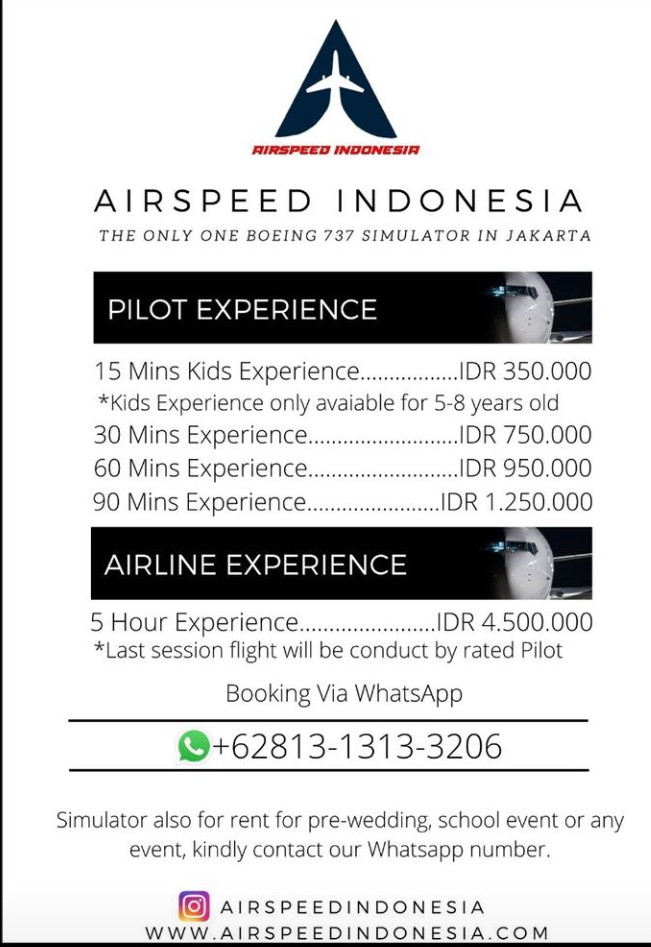 AIRSPEED INDONESIA
AIRSPEED INDONESIA
THE ONLY ONE BOEING 737 SIMULATOR IN JAKARTA
PILOT EXPERIENCE
15 Mins Kids Experience.................IDR 350.000
*Kids Experience only avaiable for 5-8 years old
30 Mins Experience..........................IDR 750.000
60 Mins Experience..........................IDR 950.000
90 Mins Experience.......................IDR 1.250.000
AIRLINE EXPERIENCE
5 Hour Experience.......................IDR 4.500.000
*Last session flight will be conduct by rated Pilot
Booking Via WhatsApp
+62813-1313-3206
Simulator also for rent for pre-wedding, school event or any
event, kindly contact our Whatsapp number.
AIRSPEEDINDONESIA
WWW.AIRSPEEDINDONESIA.COM